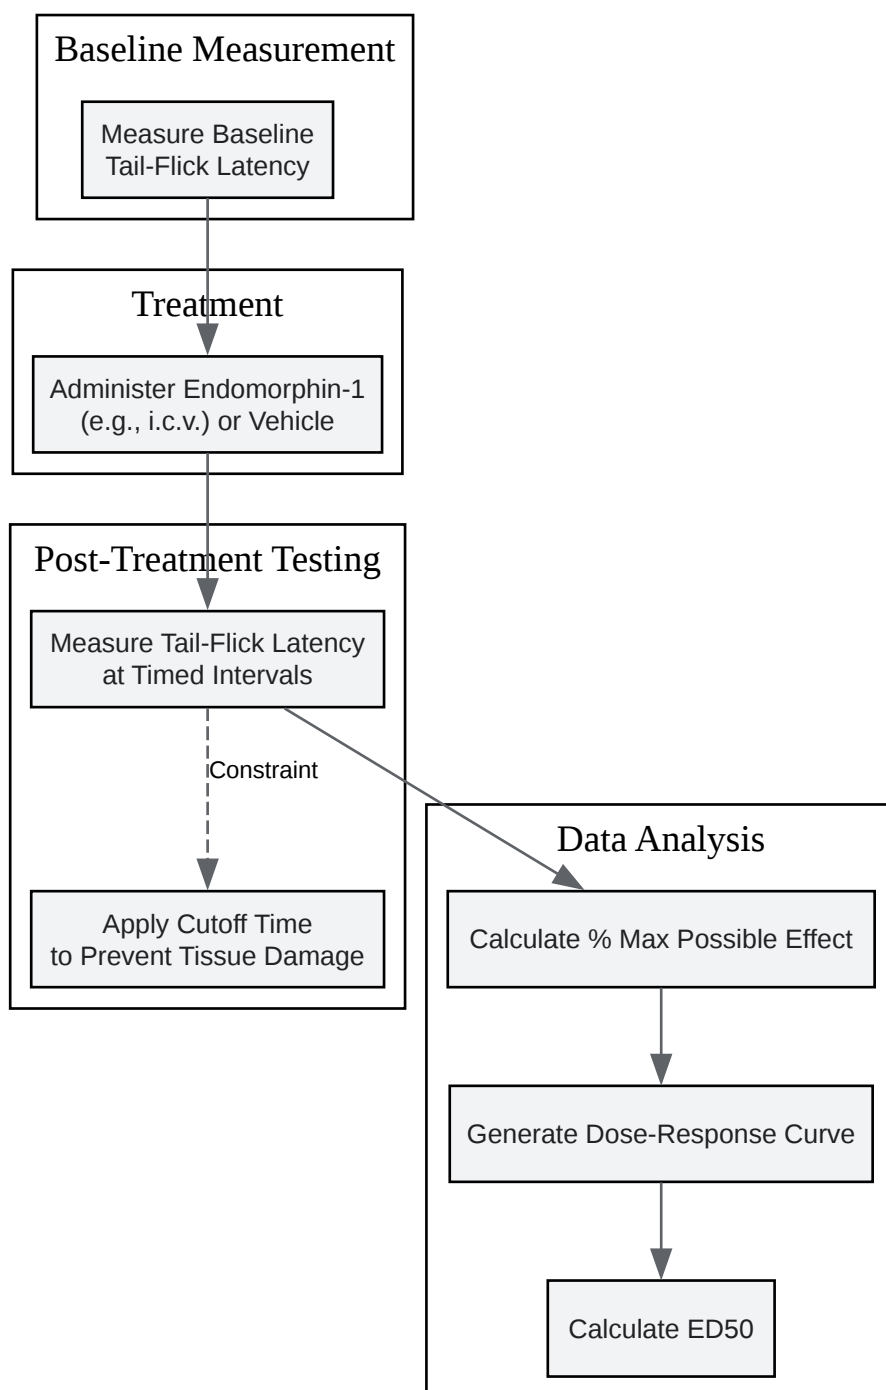 Baseline Measurement
Measure Baseline
Tail-Flick Latency
Treatment
Administer Endomorphin-1
(e.g., i.c.v.) or Vehicle
Post-Treatment Testing
Measure Tail-Flick Latency
at Timed Intervals
Constraint
Apply Cutoff Time
to Prevent Tissue Damage
Data Analysis
Calculate % Max Possible Effect
Generate Dose-Response Curve
Calculate ED50